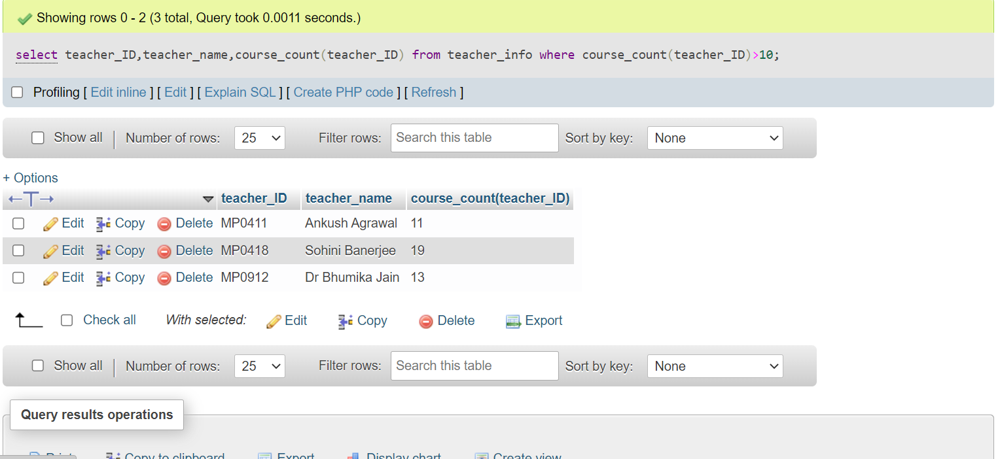 Showing rows 0 - 2 (3 total, Query took 0.0011 seconds.)
select teacher_ID,teacher_name,course_count(teacher_ID) from teacher_info where course_count(teacher_ID)>10;
Profiling [ Edit inline ] [ Edit ] [ Explain SQL ] [ Create PHP code ] [ Refresh ]
Show all | Number of rows: 25 Filter rows: Search this table Sort by key: None
+ Options
←T→ teacher_ID teacher_name course_count(teacher_ID)
Edit Copy Delete MP0411 Ankush Agrawal 11
Edit Copy Delete MP0418 Sohini Banerjee 19
Edit Copy Delete MP0912 Dr Bhumika Jain 13
Check all With selected: Edit Copy Delete Export
Show all | Number of rows: 25 Filter rows: Search this table Sort by key: None
Query results operations
Print Copy to clipboard Export Display chart Create view